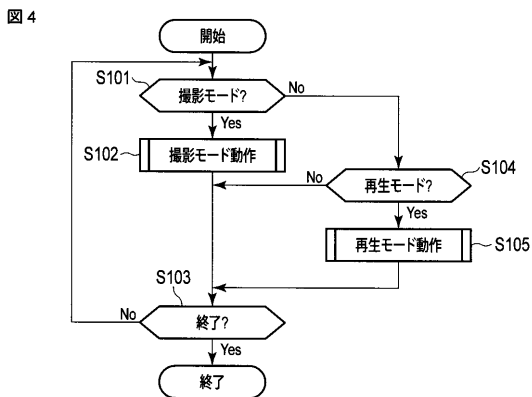 図4
開始
S101
撮影モード?
No
Yes
S102
撮影モード動作
No
再生モード?
S104
Yes
再生モード動作
S105
S103
No
終了?
Yes
終了